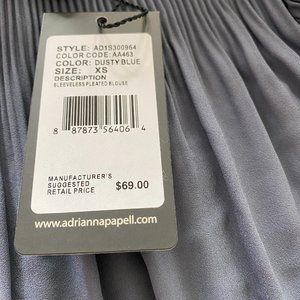 STYLE: AD1S300964
COLOR CODE: AA463
COLOR: DUSTY BLUE
SIZE: XS
DESCRIPTION
SLEEVELESS PLEATED BLOUSE
8 87873 56406 4
MANUFACTURER'S
SUGGESTED
RETAIL PRICE
$69.00
www.adriannapapell.com